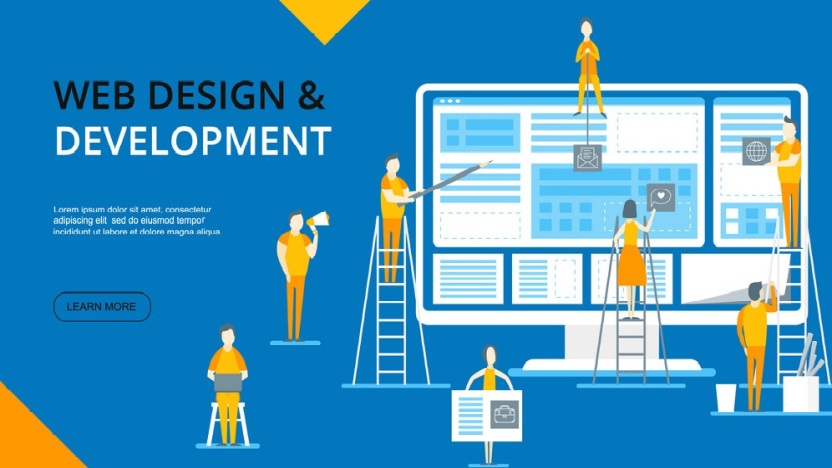 WEB DESIGN &
DEVELOPMENT
Lorem ipsum dolor sit amet, consectetur
adipiscing elit sed do eiusmod tempor
incididunt ut labore et dolore magna aliqua
LEARN MORE